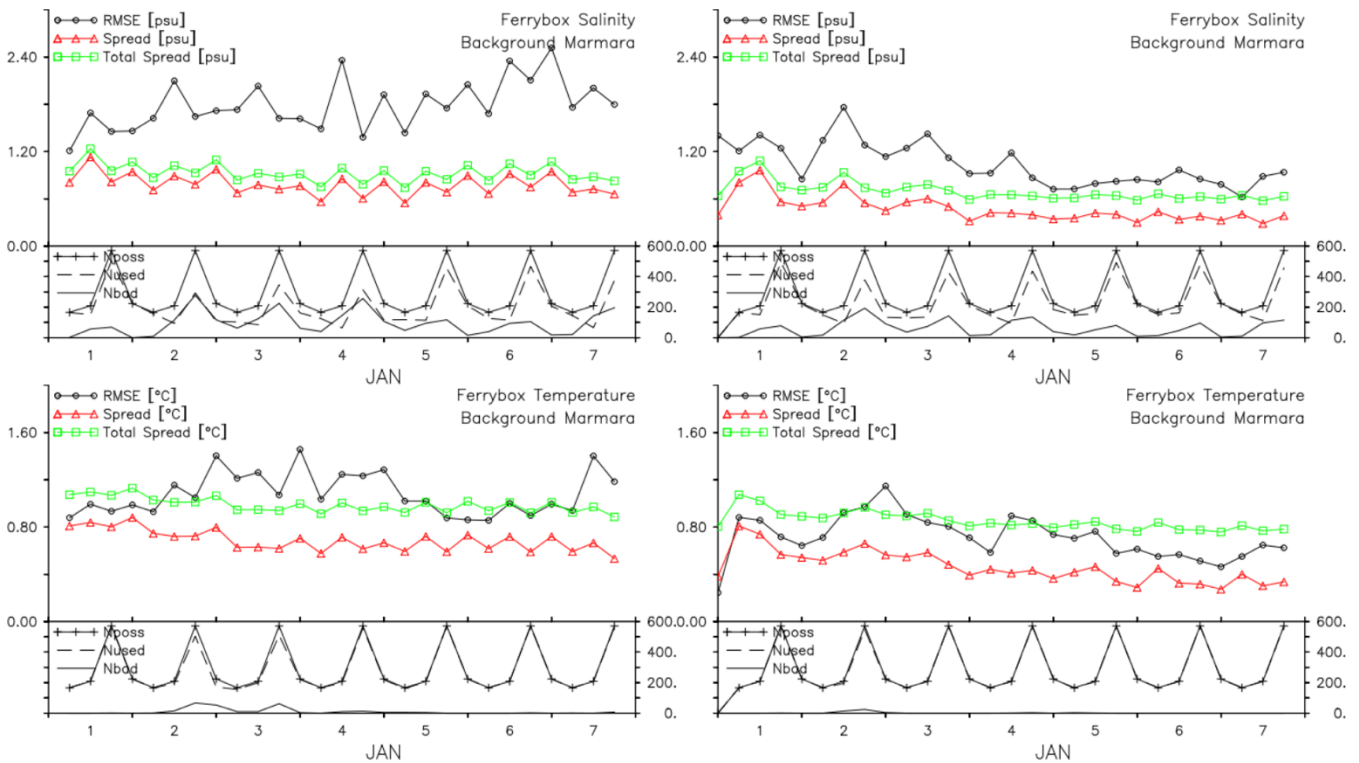 RMSE [psu]
Ferrybox Salinity
Spread [psu]
Background Marmara
Total Spread [psu]
2.40
1.20
0.00
Nposs
Nused
Nbad
600.
400.
200.
0.
1 2 3 4 5 6 7
JAN
RMSE [psu]
Ferrybox Salinity
Spread [psu]
Background Marmara
Total Spread [psu]
2.40
1.20
0.00
Nposs
Nused
Nbad
600.
400.
200.
0.
1 2 3 4 5 6 7
JAN
RMSE [°C]
Ferrybox Temperature
Spread [°C]
Background Marmara
Total Spread [°C]
1.60
0.80
0.00
Nposs
Nused
Nbad
600.
400.
200.
0.
1 2 3 4 5 6 7
JAN
RMSE [°C]
Ferrybox Temperature
Spread [°C]
Background Marmara
Total Spread [°C]
1.60
0.80
0.00
Nposs
Nused
Nbad
600.
400.
200.
0.
1 2 3 4 5 6 7
JAN